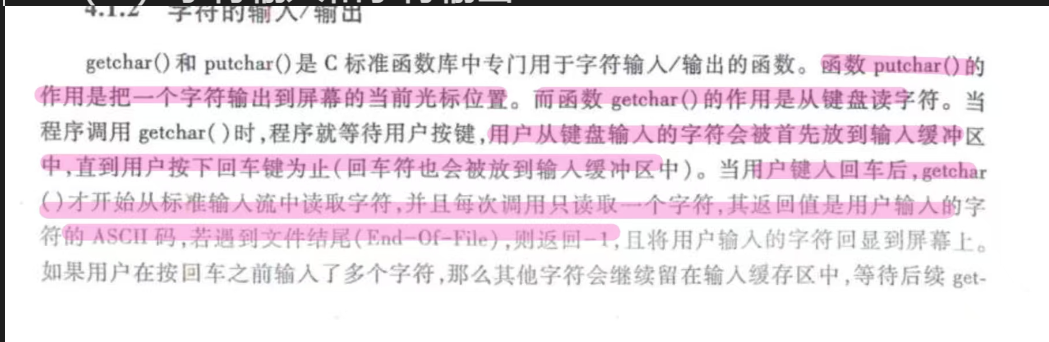 4.1.2 字符的输入/输出
getchar()和 putchar()是 C 标准函数库中专门用于字符输入/输出的函数。函数 putchar()的
作用是把一个字符输出到屏幕的当前光标位置。而函数 getchar()的作用是从键盘读字符。当
程序调用 getchar()时,程序就等待用户按键,用户从键盘输入的字符会被首先放到输入缓冲区
中,直到用户按下回车键为止(回车符也会被放到输入缓冲区中)。当用户键入回车后,getchar
()才开始从标准输入流中读取字符,并且每次调用只读取一个字符,其返回值是用户输入的字
符的 ASCII 码,若遇到文件结尾(End-Of-File),则返回-1,且将用户输入的字符回显到屏幕上。
如果用户在按回车之前输入了多个字符,那么其他字符会继续留在输入缓存区中,等待后续 get-